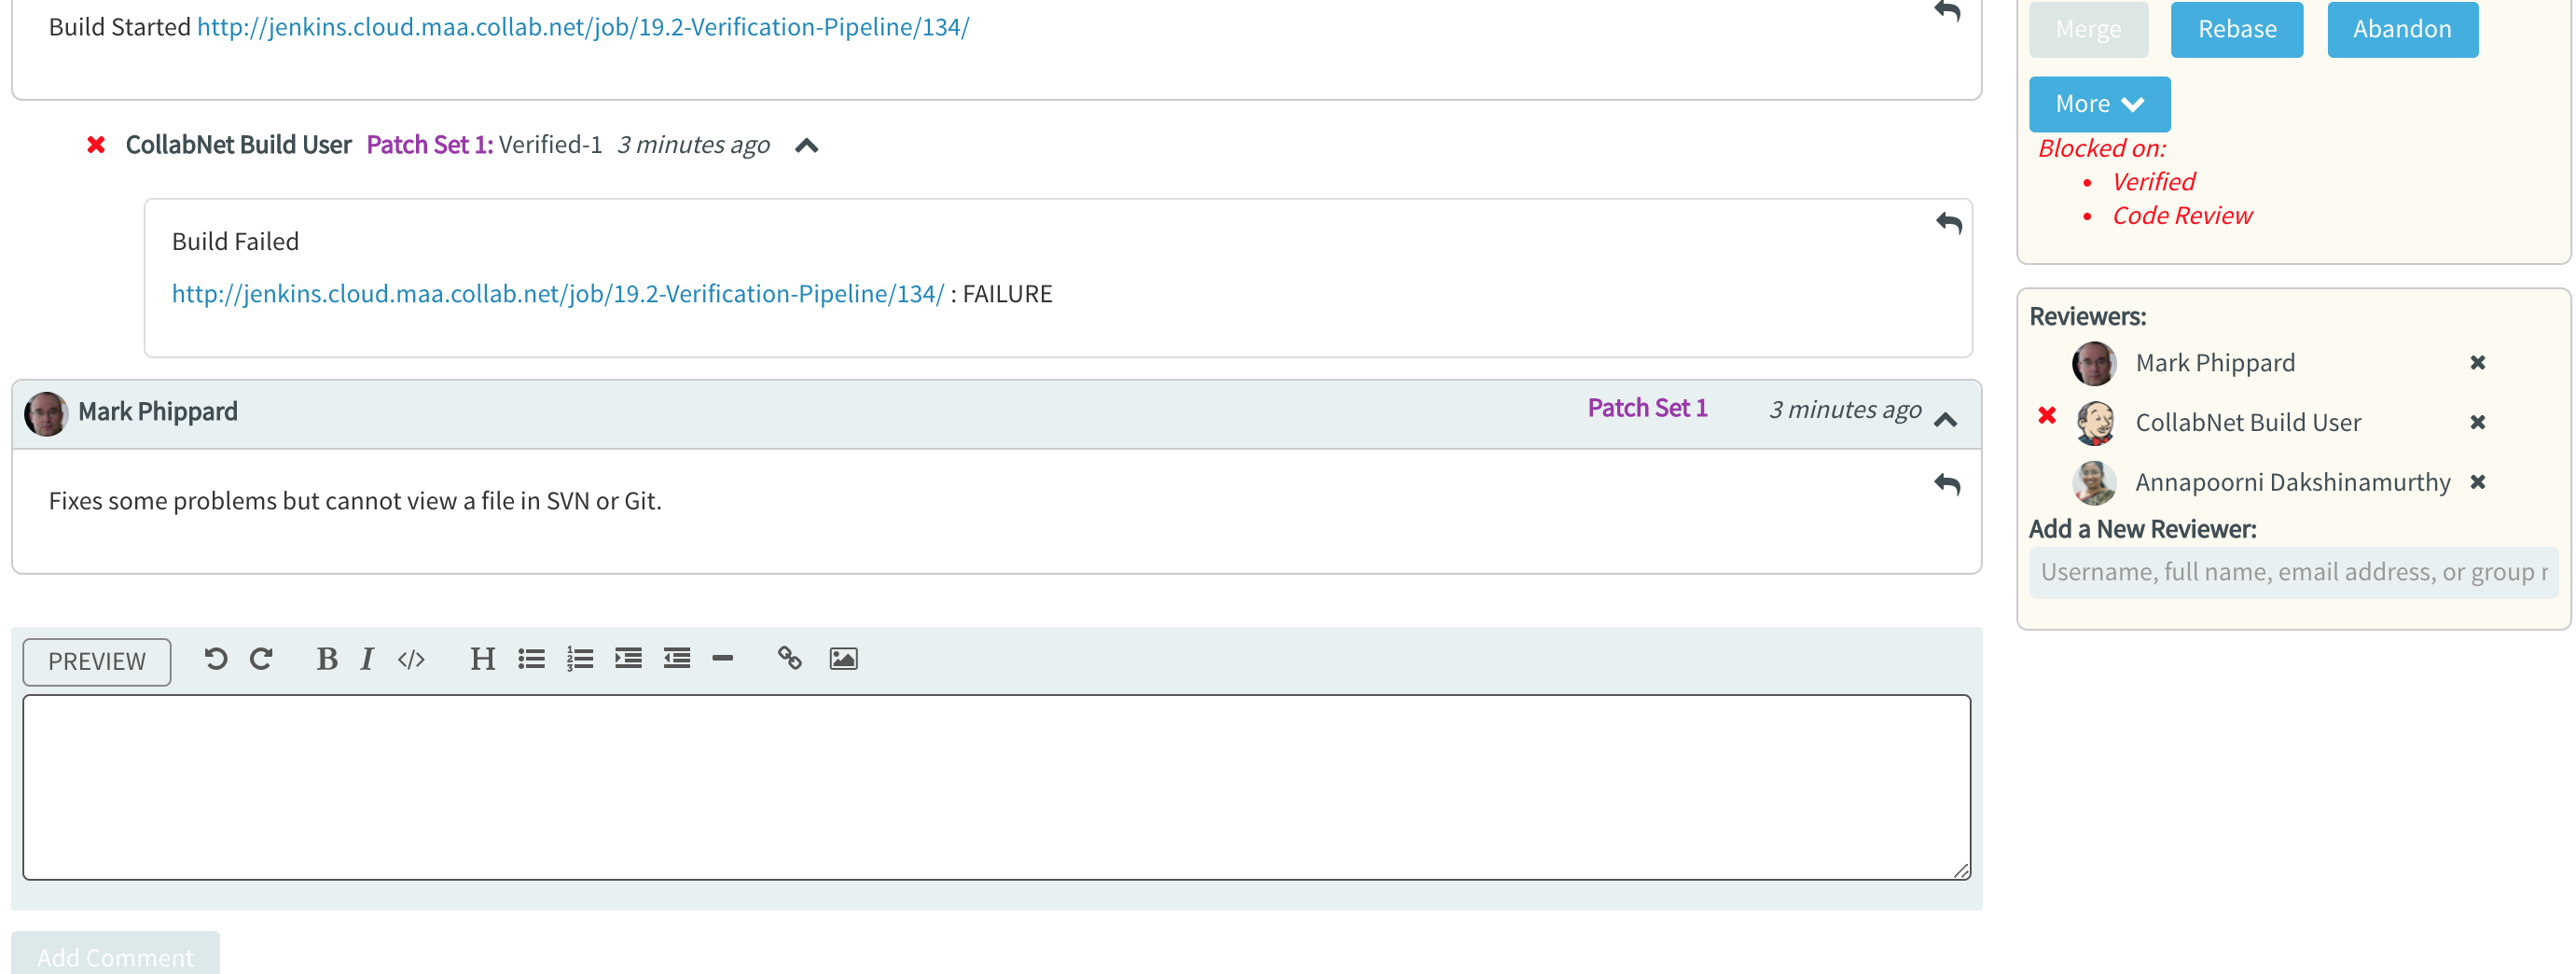 Build Started http://jenkins.cloud.maa.collab.net/job/19.2-Verification-Pipeline/134/
CollabNet Build User Patch Set 1: Verified-1 3 minutes ago
Build Failed
http://jenkins.cloud.maa.collab.net/job/19.2-Verification-Pipeline/134/ : FAILURE
Mark Phippard Patch Set 1 3 minutes ago
Fixes some problems but cannot view a file in SVN or Git.
PREVIEW B I </> H
Add Comment
Merge Rebase Abandon
More
Blocked on:
• Verified
• Code Review
Reviewers:
Mark Phippard
CollabNet Build User
Annapoorni Dakshinamurthy
Add a New Reviewer:
Username, full name, email address, or group